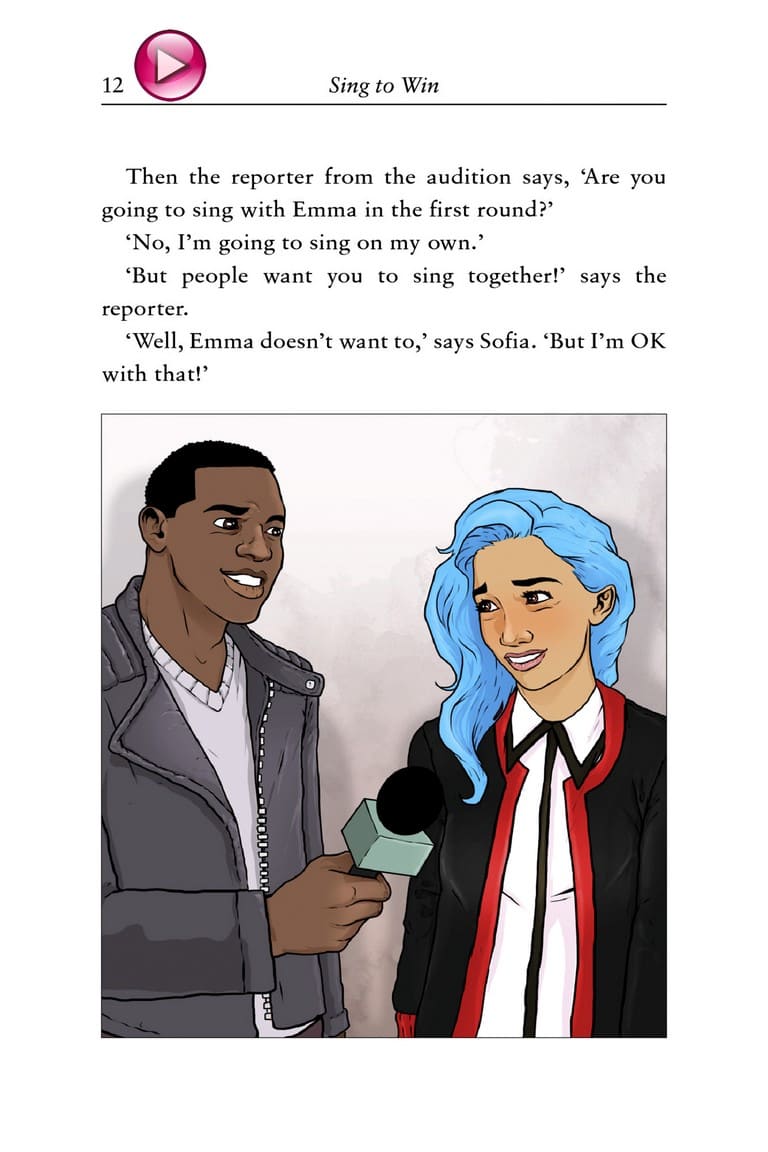 12 Sing to Win
Then the reporter from the audition says, ‘Are you
going to sing with Emma in the first round?’
‘No, I’m going to sing on my own.’
‘But people want you to sing together!’ says the
reporter.
‘Well, Emma doesn’t want to,’ says Sofia. ‘But I’m OK
with that!’